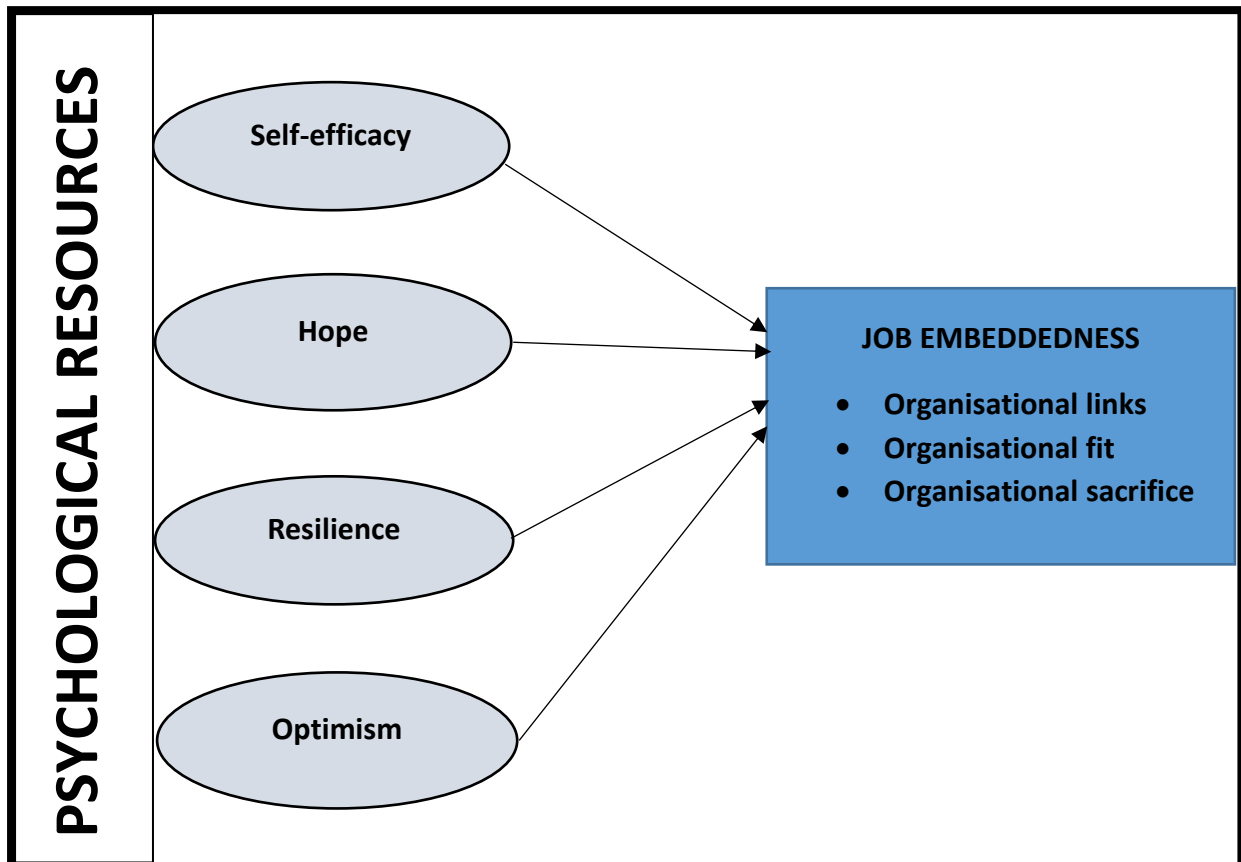 PSYCHOLOGICAL RESOURCES
Self-efficacy
Hope
Resilience
Optimism
JOB EMBEDDEDNESS
• Organisational links
• Organisational fit
• Organisational sacrifice